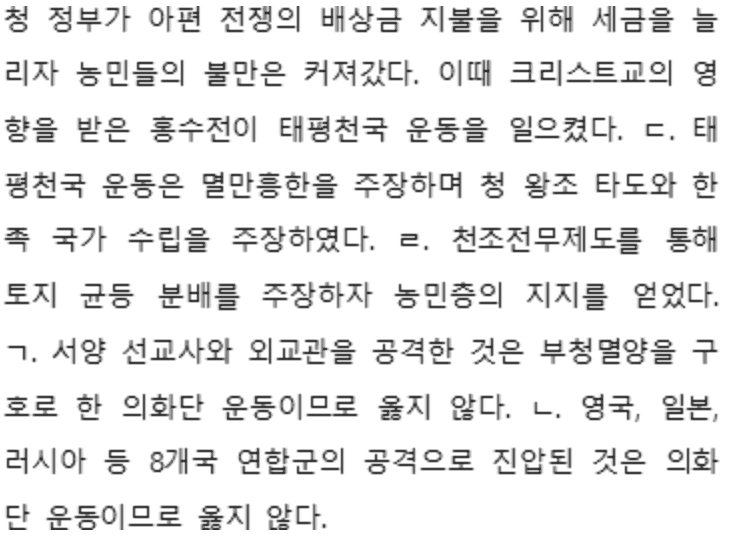 청 정부가 아편 전쟁의 배상금 지불을 위해 세금을 늘
리자 농민들의 불만은 커져갔다. 이때 크리스트교의 영
향을 받은 홍수전이 태평천국 운동을 일으켰다. ㄷ. 태
평천국 운동은 멸만흥한을 주장하며 청 왕조 타도와 한
족 국가 수립을 주장하였다. ㄹ. 천조전무제도를 통해
토지 균등 분배를 주장하자 농민층의 지지를 얻었다.
ㄱ. 서양 선교사와 외교관을 공격한 것은 부청멸양을 구
호로 한 의화단 운동이므로 옳지 않다. ㄴ. 영국, 일본,
러시아 등 8개국 연합군의 공격으로 진압된 것은 의화
단 운동이므로 옳지 않다.